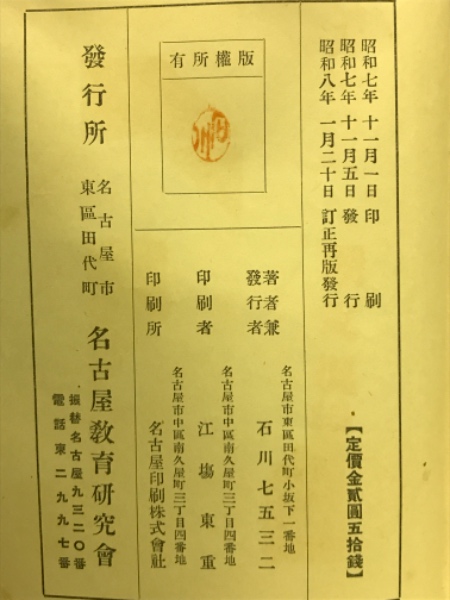 昭和七年十一月一日印刷
昭和七年十一月五日發行
昭和八年一月二十日訂正再版發行
【定價金貳圓五拾錢】
版權所有
著者兼
發行者
名古屋市東區田代町小坂下一番地
石川七五三二
印刷者
名古屋市中區南久屋町三丁目四番地
江塲東重
印刷所
名古屋市中區南久屋町三丁目四番地
名古屋印刷株式會社
發行所
名古屋市
東區田代町
名古屋敎育硏究會
振替名古屋九三二〇番
電話東二九九七番